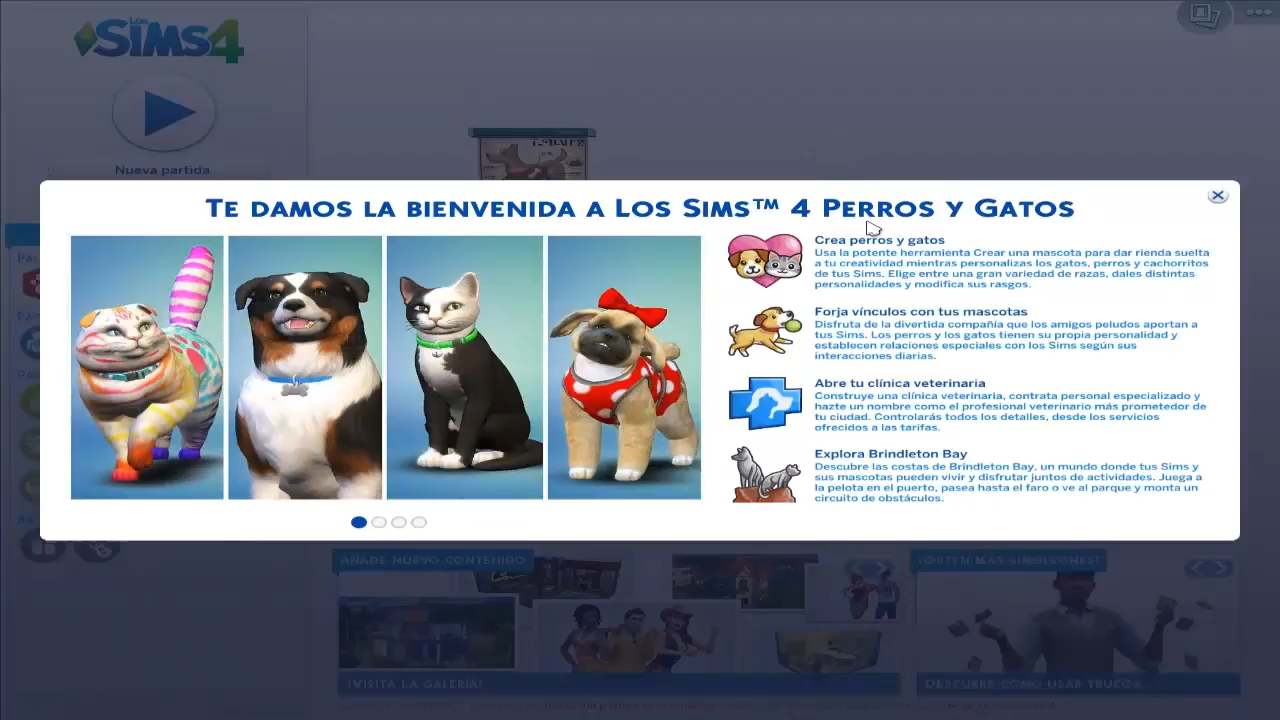 Los Sims 4
Nueva partida
TE DAMOS LA BIENVENIDA A LOS SIMS™ 4 PERROS Y GATOS
Crea perros y gatos
Usa la potente herramienta Crear una mascota para dar rienda suelta
a tu creatividad mientras personalizas los gatos, perros y cachorritos
de tus Sims. Elige entre una gran variedad de razas, dales distintas
personalidades y modifica sus rasgos.
Forja vínculos con tus mascotas
Disfruta de la divertida compañía que los amigos peludos aportan a
tus Sims. Los perros y los gatos tienen su propia personalidad y
establecen relaciones especiales con los Sims según sus
interacciones diarias.
Abre tu clínica veterinaria
Construye una clínica veterinaria, contrata personal especializado y
hazte un nombre como el profesional veterinario más prometedor de
tu ciudad. Controlarás todos los detalles, desde los servicios
ofrecidos a las tarifas.
Explora Brindleton Bay
Descubre las costas de Brindleton Bay, un mundo donde tus Sims y
sus mascotas pueden vivir y disfrutar juntos de actividades. Juega a
la pelota en el puerto, pasea hasta el faro o ve al parque y monta un
circuito de obstáculos.
AÑADE NUEVO CONTENIDO
¡OBTÉN MÁS SIMOLEONES!
¡VISITA LA GALERÍA!
DESCUBRE CÓMO USAR TRUCOS